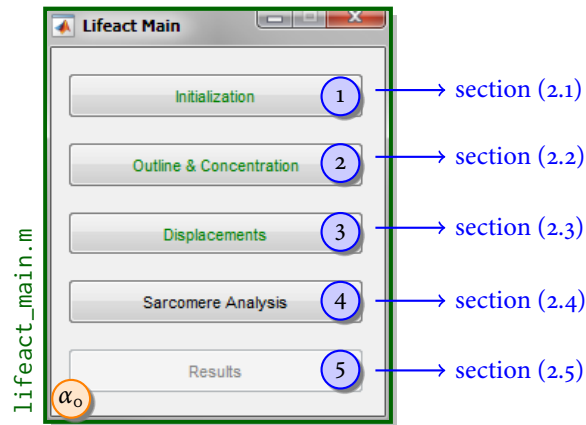 Lifeact Main
Initialization 1 section (2.1)
Outline & Concentration 2 section (2.2)
Displacements 3 section (2.3)
Sarcomere Analysis 4 section (2.4)
Results 5 section (2.5)
α₀
lifeact_main.m